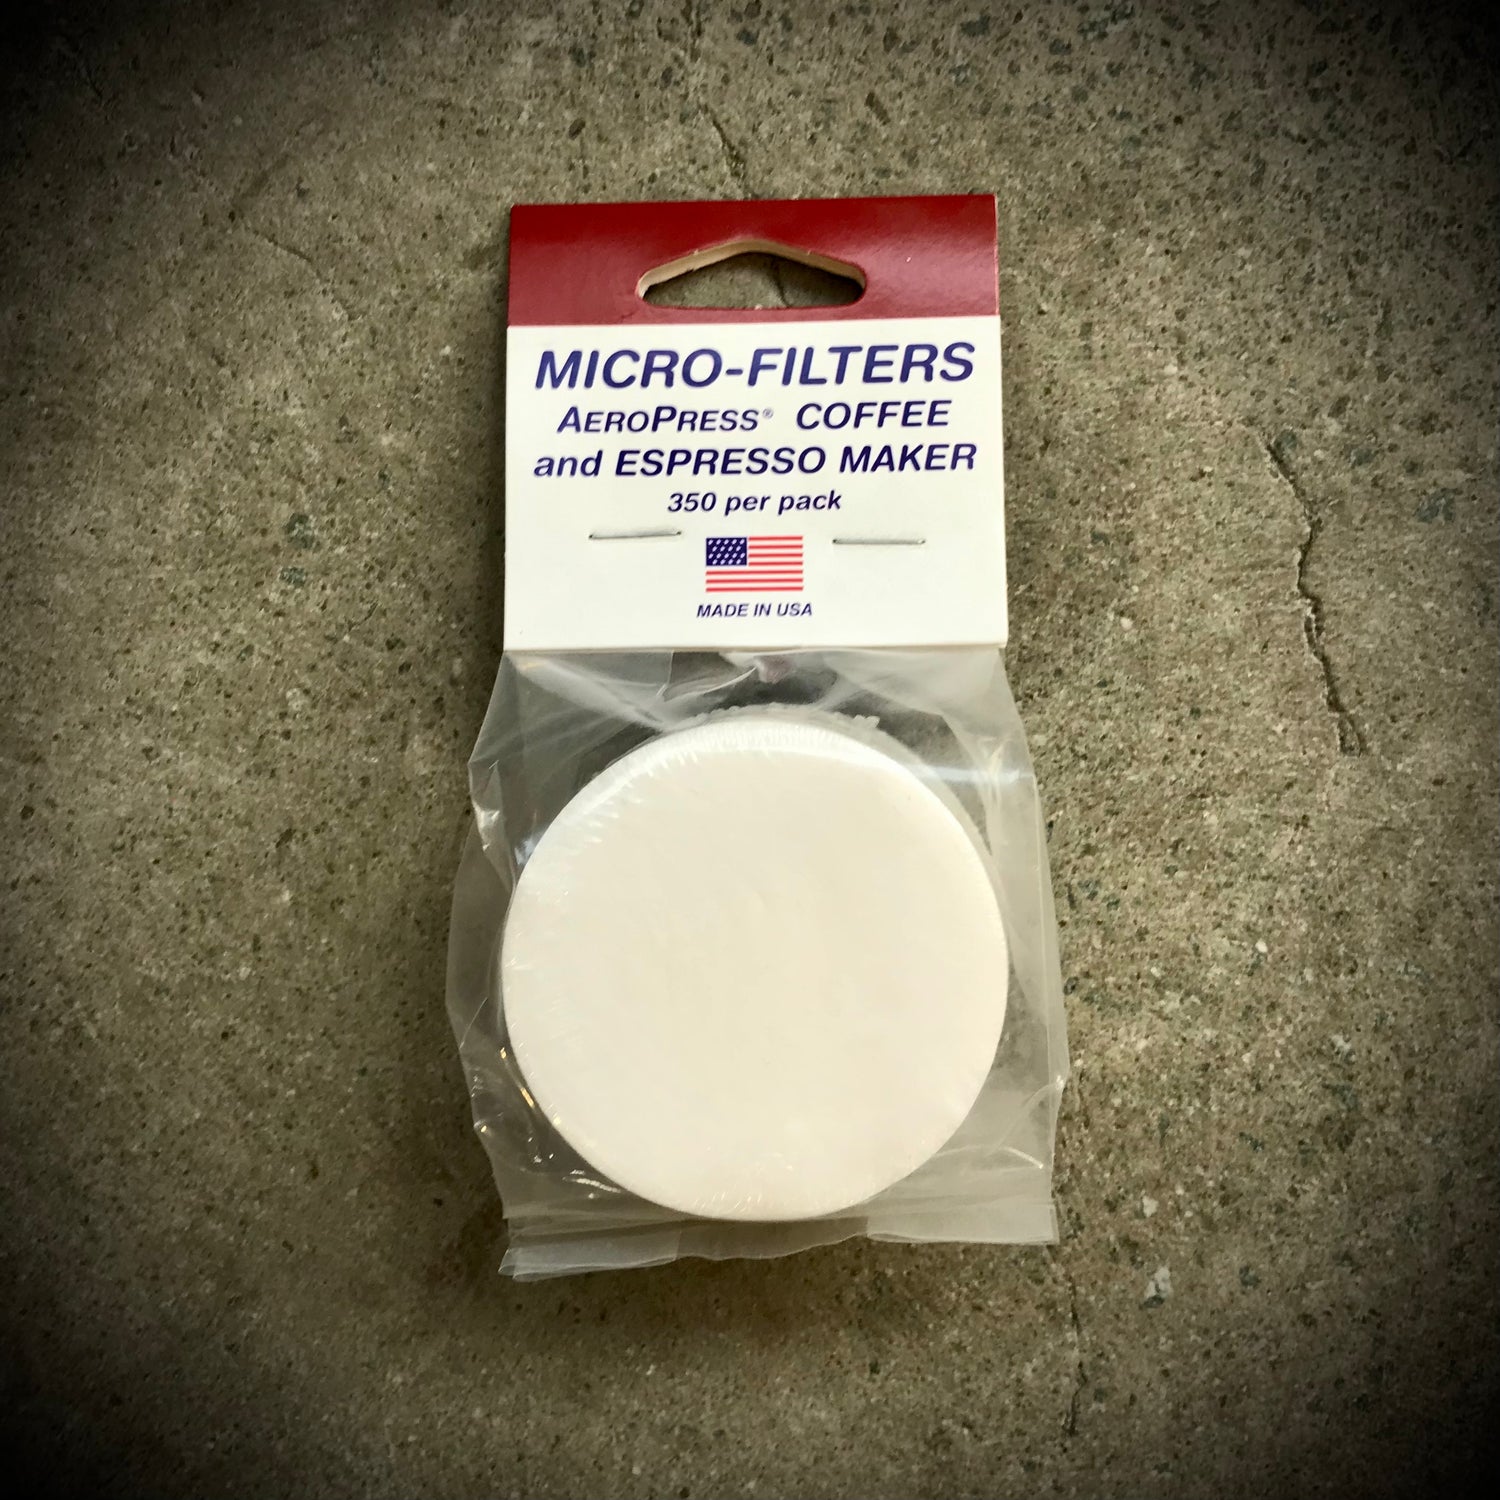 MICRO-FILTERS
AEROPRESS® COFFEE
and ESPRESSO MAKER
350 per pack
MADE IN USA